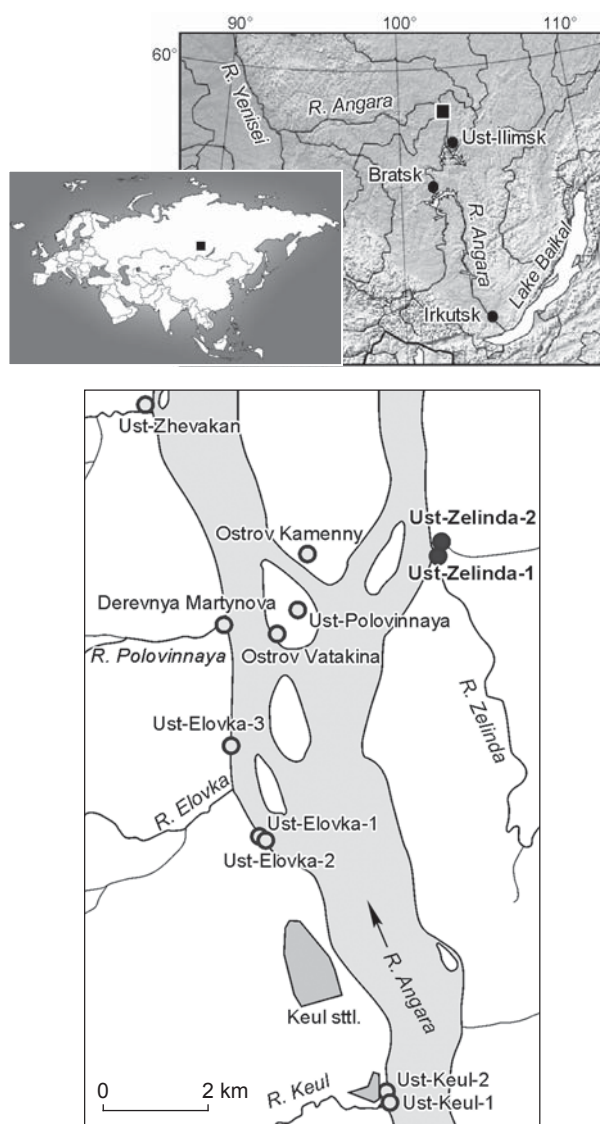 90°
100°
110°
60°
R. Yenisei
R. Angara
Ust-Ilimsk
Bratsk
R. Angara
Lake Baikal
Irkutsk
Ust-Zhevakan
Ust-Zelinda-2
Ostrov Kamenny
Ust-Zelinda-1
Derevnya Martynova
Ust-Polovinnaya
R. Polovinnaya
Ostrov Vatakina
R. Zelinda
Ust-Elovka-3
R. Elovka
Ust-Elovka-1
Ust-Elovka-2
R. Angara
Keul sttl.
R. Keul
Ust-Keul-2
Ust-Keul-1
0 2 km